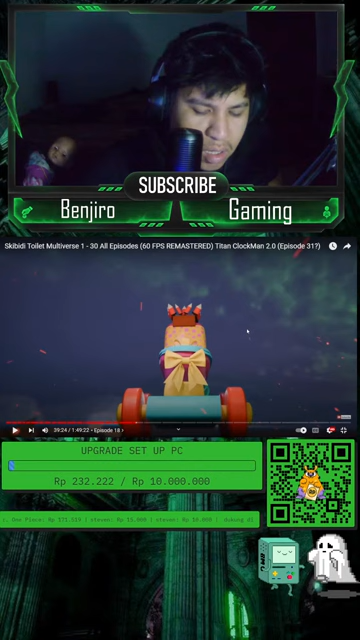 SUBSCRIBE
Benjiro Gaming
Skibidi Toilet Multiverse 1 - 30 All Episodes (60 FPS REMASTERED) Titan ClockMan 2.0 (Episode 31?)
39:24 / 1:49:22 • Episode 18 ›
UPGRADE SET UP PC
Rp 232.222 / Rp 10.000.000
BMO